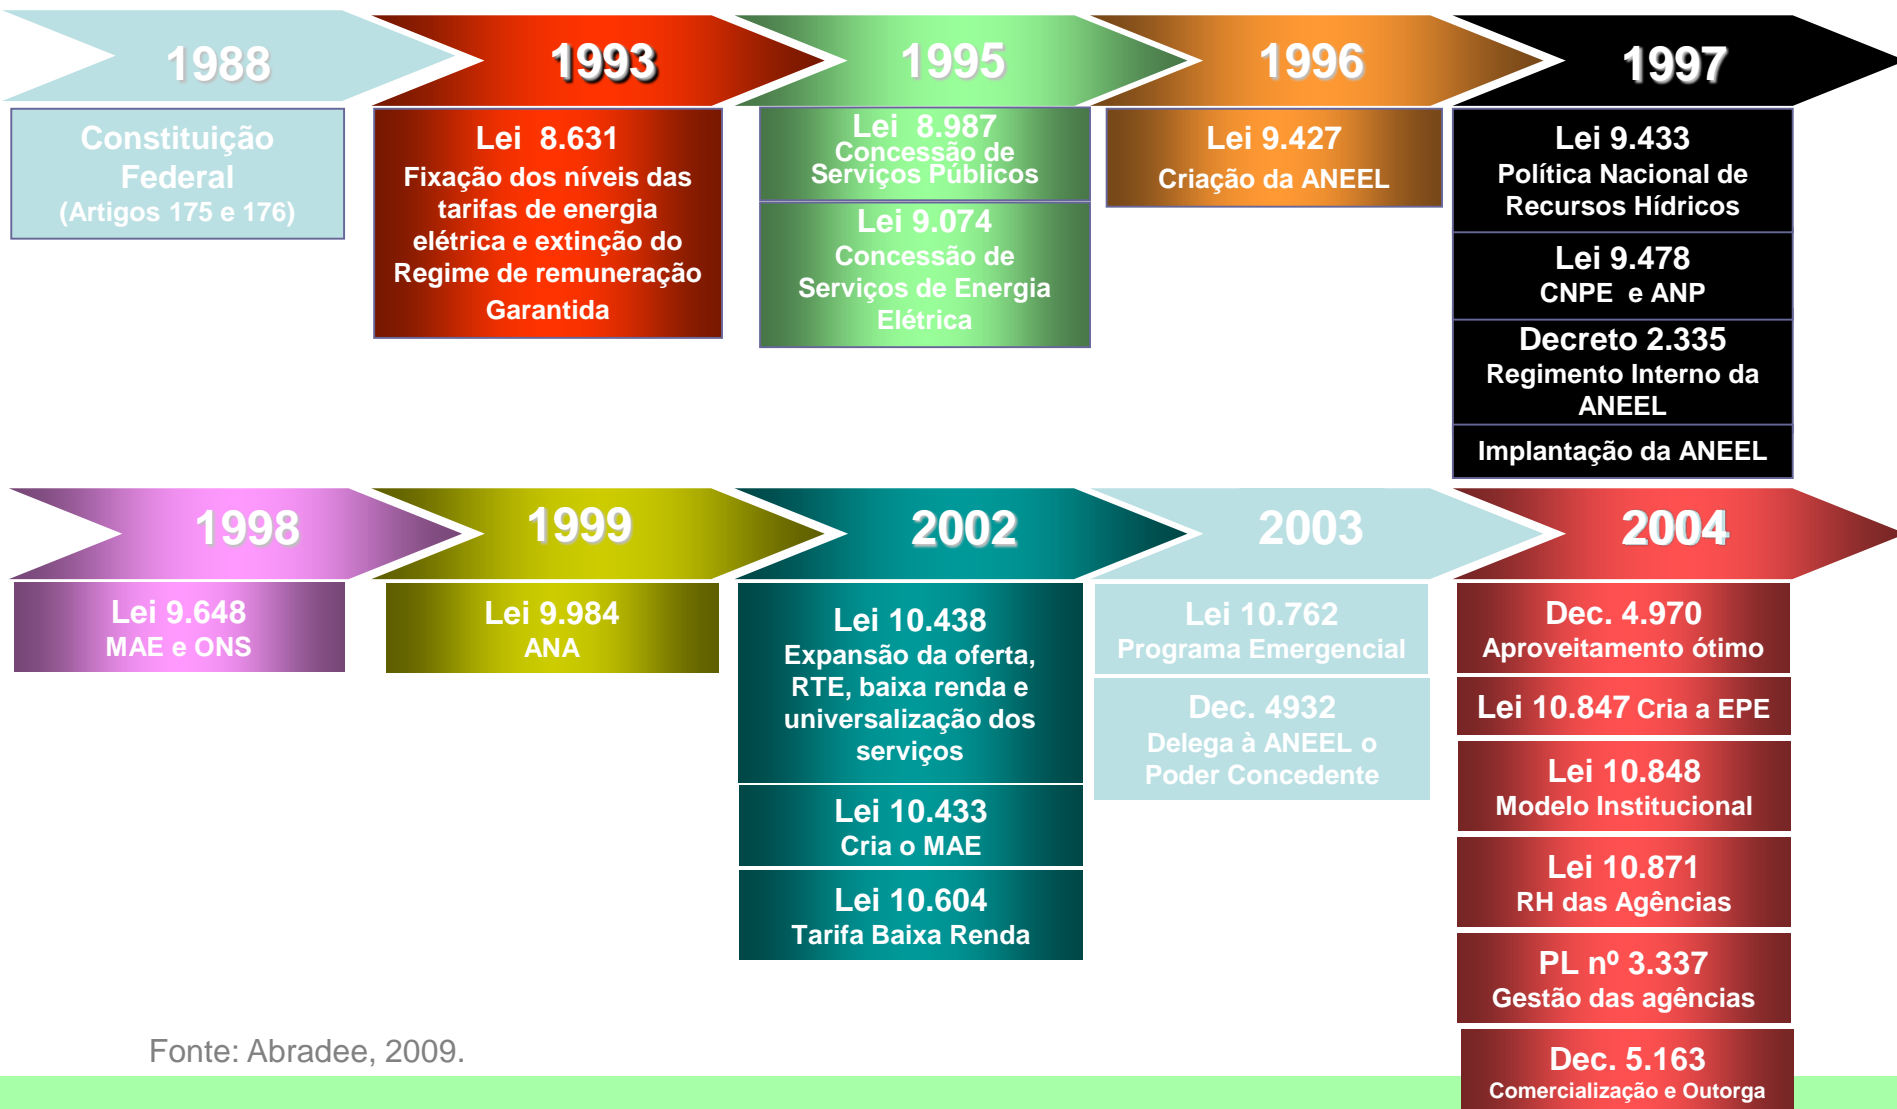 1988
Constituição
Federal
(Artigos 175 e 176)
1993
Lei 8.631
Fixação dos níveis das
tarifas de energia
elétrica e extinção do
Regime de remuneração
Garantida
1995
Lei 8.987
Concessão de
Serviços Públicos
Lei 9.074
Concessão de
Serviços de Energia
Elétrica
1996
Lei 9.427
Criação da ANEEL
1997
Lei 9.433
Política Nacional de
Recursos Hídricos
Lei 9.478
CNPE e ANP
Decreto 2.335
Regimento Interno da
ANEEL
Implantação da ANEEL
1998
Lei 9.648
MAE e ONS
1999
Lei 9.984
ANA
2002
Lei 10.438
Expansão da oferta,
RTE, baixa renda e
universalização dos
serviços
Lei 10.433
Cria o MAE
Lei 10.604
Tarifa Baixa Renda
2003
Lei 10.762
Programa Emergencial
Dec. 4932
Delega à ANEEL o
Poder Concedente
2004
Dec. 4.970
Aproveitamento ótimo
Lei 10.847 Cria a EPE
Lei 10.848
Modelo Institucional
Lei 10.871
RH das Agências
PL nº 3.337
Gestão das agências
Dec. 5.163
Comercialização e Outorga
Fonte: Abradee, 2009.